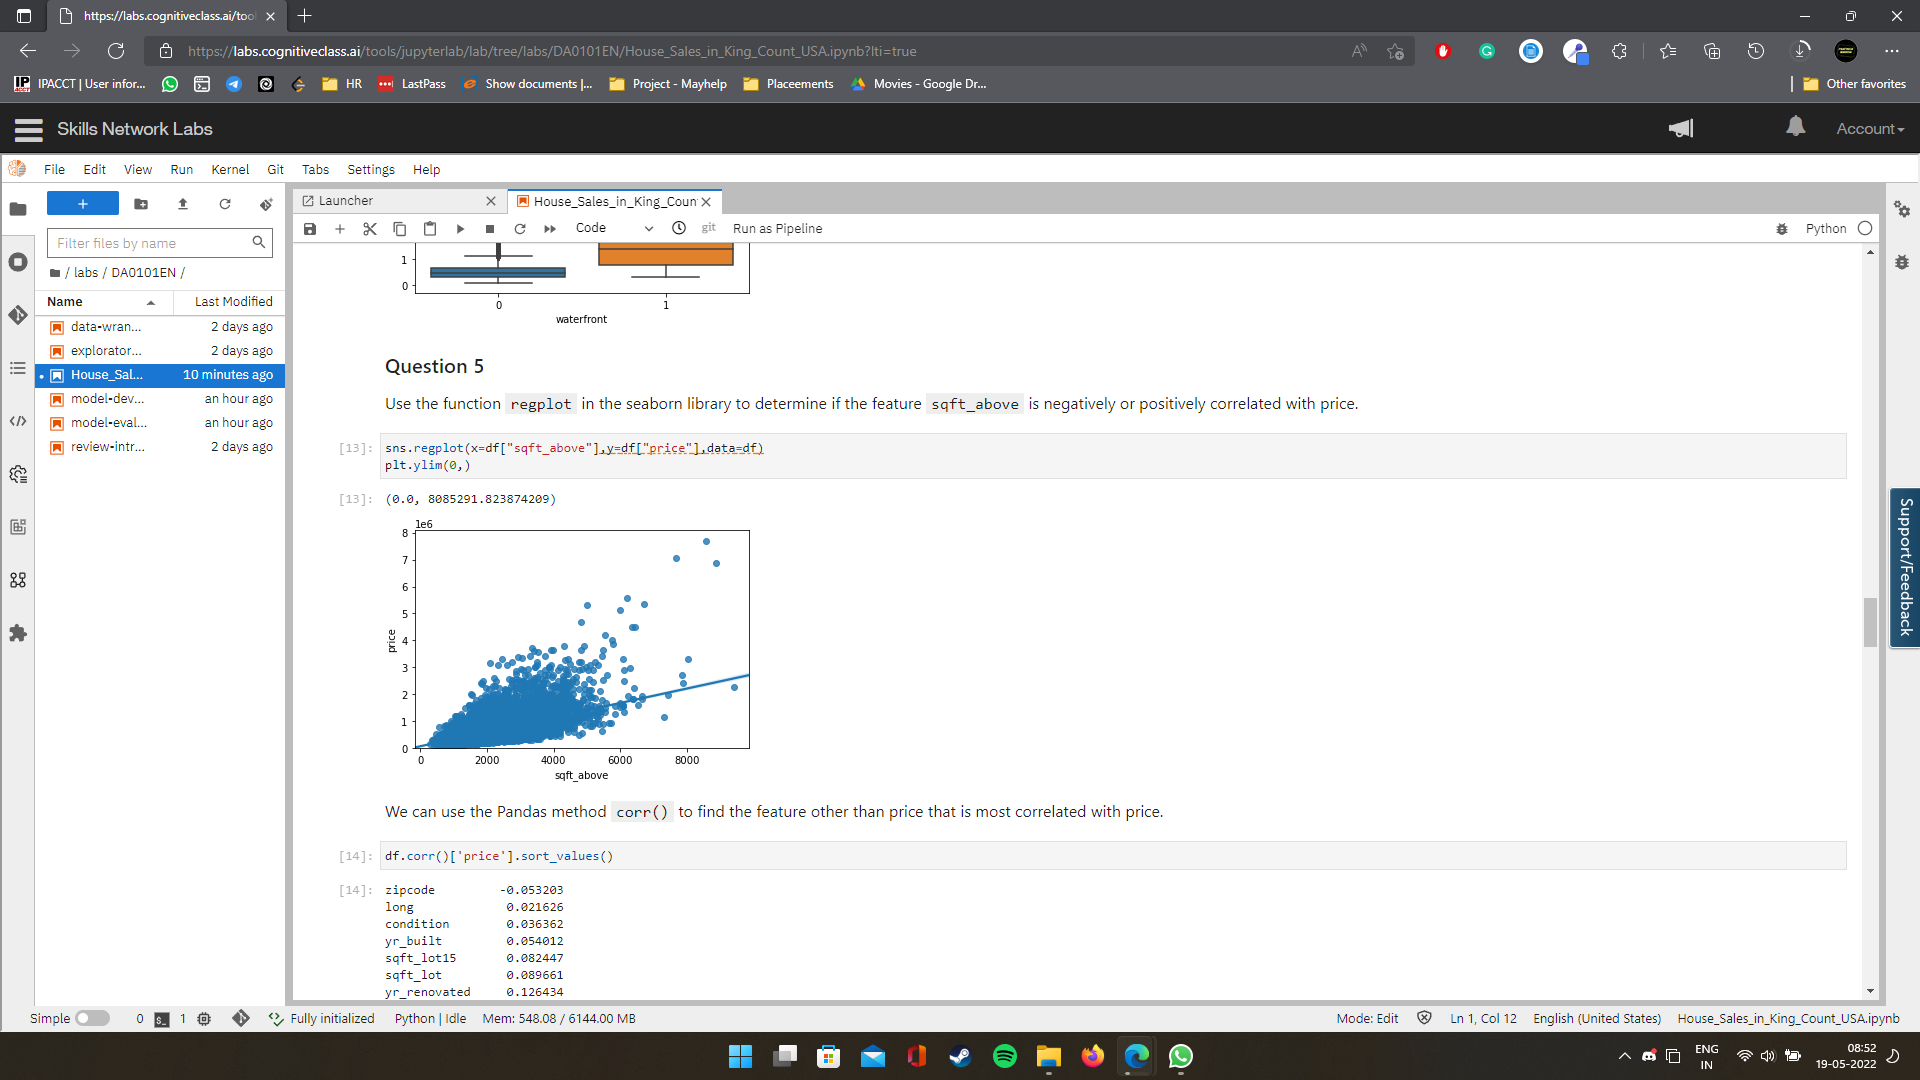 https://labs.cognitiveclass.ai/too
https://labs.cognitiveclass.ai/tools/jupyterlab/lab/tree/labs/DA0101EN/House_Sales_in_King_Count_USA.ipynb?lti=true
IPACCT | User infor... HR LastPass Show documents |... Project - Mayhelp Placeements Movies - Google Dr... Other favorites
Skills Network Labs Account
File Edit View Run Kernel Git Tabs Settings Help
Launcher House_Sales_in_King_Coun
Code git Run as Pipeline Python
Filter files by name
/ labs / DA0101EN /
Name Last Modified
data-wran... 2 days ago
explorator... 2 days ago
House_Sal... 10 minutes ago
model-dev... an hour ago
model-eval... an hour ago
review-intr... 2 days ago
1
0
0 1
waterfront
Question 5
Use the function regplot in the seaborn library to determine if the feature sqft_above is negatively or positively correlated with price.
[13]: sns.regplot(x=df["sqft_above"],y=df["price"],data=df)
plt.ylim(0,)
[13]: (0.0, 8085291.823874209)
1e6
8
7
6
5
4
3
2
1
0
price
0 2000 4000 6000 8000
sqft_above
We can use the Pandas method corr() to find the feature other than price that is most correlated with price.
[14]: df.corr()['price'].sort_values()
[14]: zipcode -0.053203
long 0.021626
condition 0.036362
yr_built 0.054012
sqft_lot15 0.082447
sqft_lot 0.089661
yr_renovated 0.126434
Support/Feedback
Simple 0 1 Fully initialized Python | Idle Mem: 548.08 / 6144.00 MB Mode: Edit Ln 1, Col 12 English (United States) House_Sales_in_King_Count_USA.ipynb
ENG
IN
08:52
19-05-2022